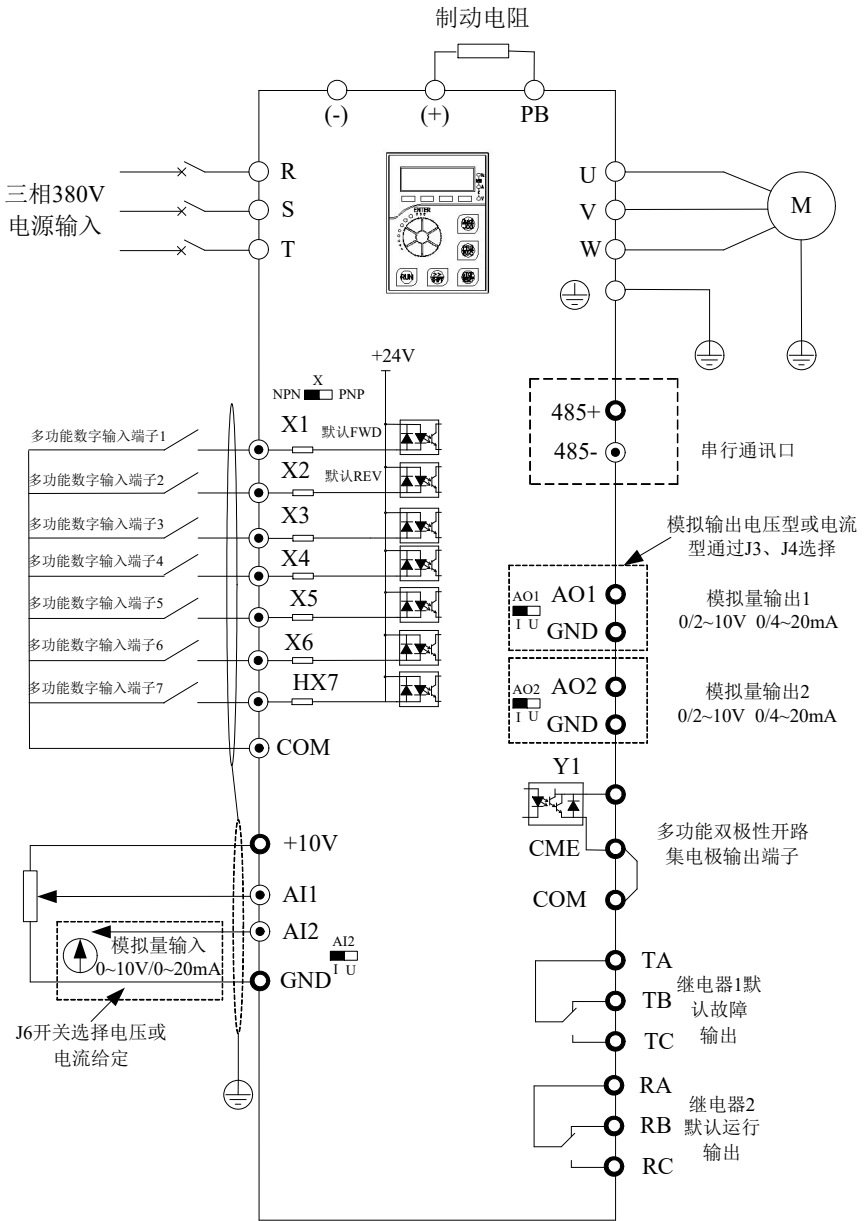 制动电阻
(-)
(+)
PB
三相380V
电源输入
R
S
T
ENTER
RUN
U
V
W
M
+24V
X
NPN
PNP
多功能数字输入端子1
X1
默认FWD
多功能数字输入端子2
X2
默认REV
多功能数字输入端子3
X3
多功能数字输入端子4
X4
多功能数字输入端子5
X5
多功能数字输入端子6
X6
多功能数字输入端子7
HX7
COM
+10V
AI1
AI2
AI2
I U
GND
模拟量输入
0~10V/0~20mA
J6开关选择电压或
电流给定
485+
485-
串行通讯口
模拟输出电压型或电流
型通过J3、J4选择
AO1
I U
AO1
GND
模拟量输出1
0/2~10V 0/4~20mA
AO2
I U
AO2
GND
模拟量输出2
0/2~10V 0/4~20mA
Y1
CME
COM
多功能双极性开路
集电极输出端子
TA
TB
TC
继电器1默
认故障
输出
RA
RB
RC
继电器2
默认运行
输出